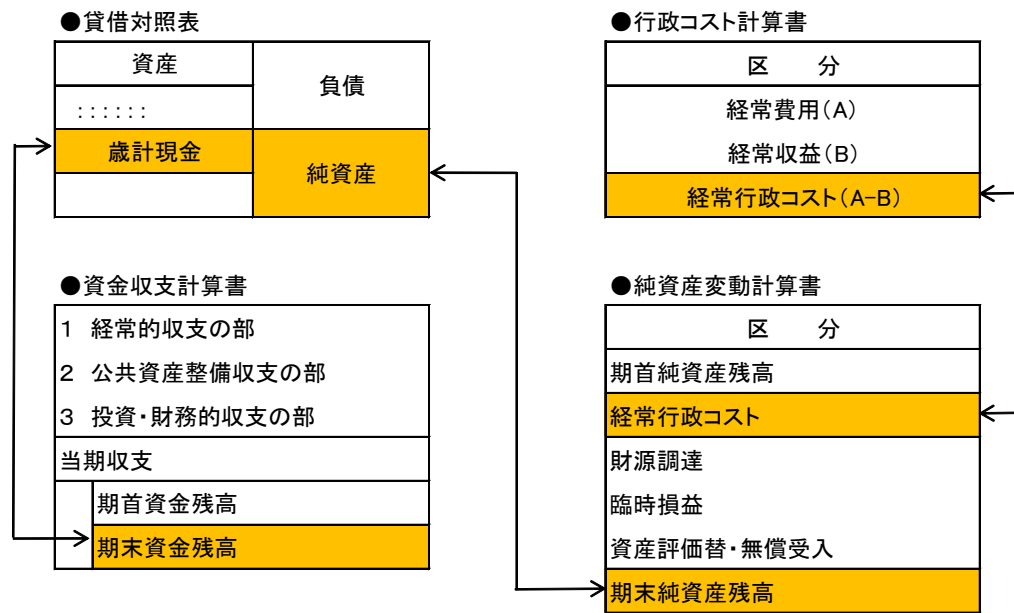 ●貸借対照表
資産
負債
：：：：：：
歳計現金
純資産
●行政コスト計算書
区　　分
経常費用（A）
経常収益（B）
経常行政コスト（A-B）
●資金収支計算書
1　経常的収支の部
2　公共資産整備収支の部
3　投資・財務的収支の部
当期収支
期首資金残高
期末資金残高
●純資産変動計算書
区　　分
期首純資産残高
経常行政コスト
財源調達
臨時損益
資産評価替・無償受入
期末純資産残高